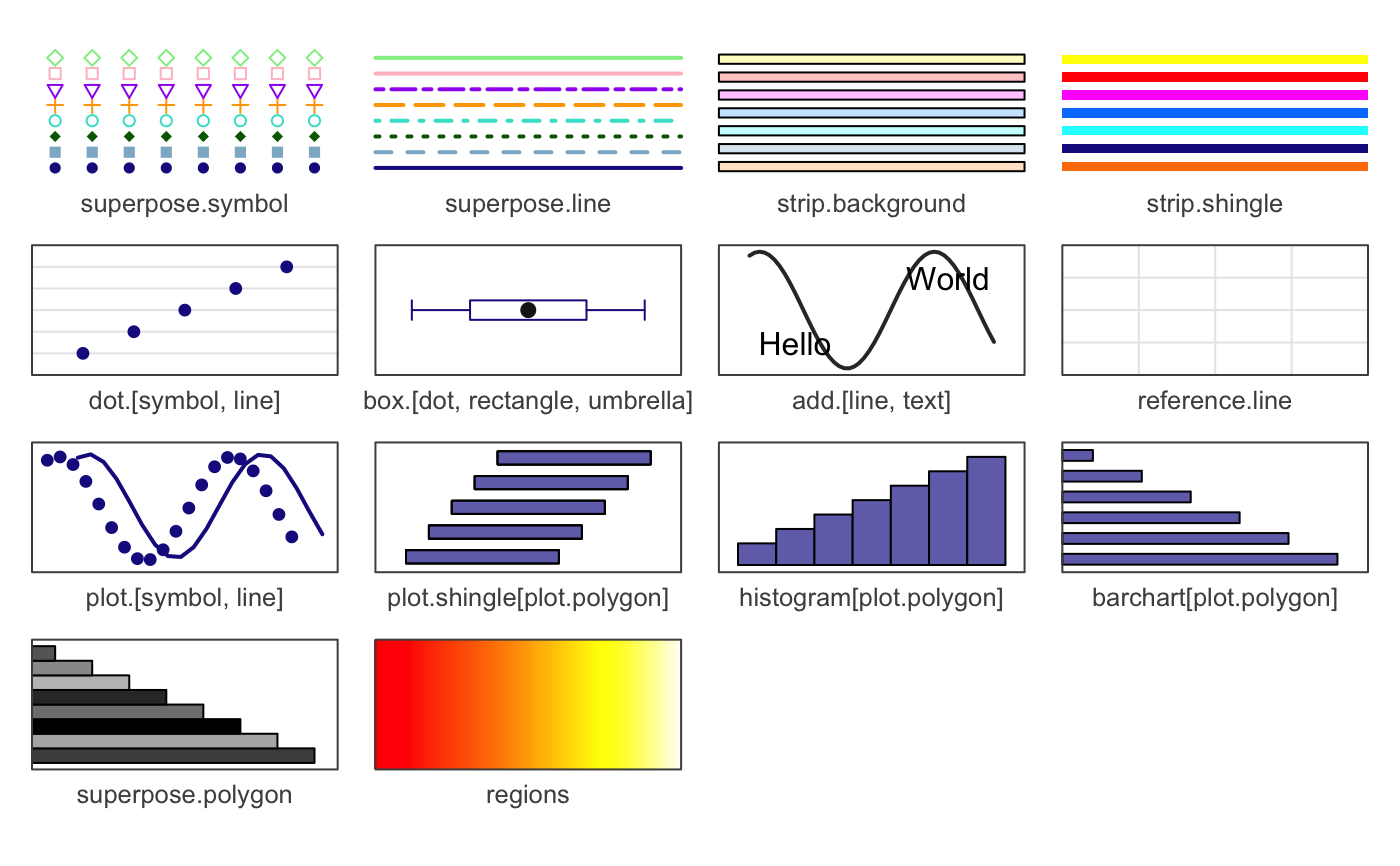 superpose.symbol
superpose.line
strip.background
strip.shingle
World
Hello
dot.[symbol, line]
box.[dot, rectangle, umbrella]
add.[line, text]
reference.line
plot.[symbol, line]
plot.shingle[plot.polygon]
histogram[plot.polygon]
barchart[plot.polygon]
superpose.polygon
regions